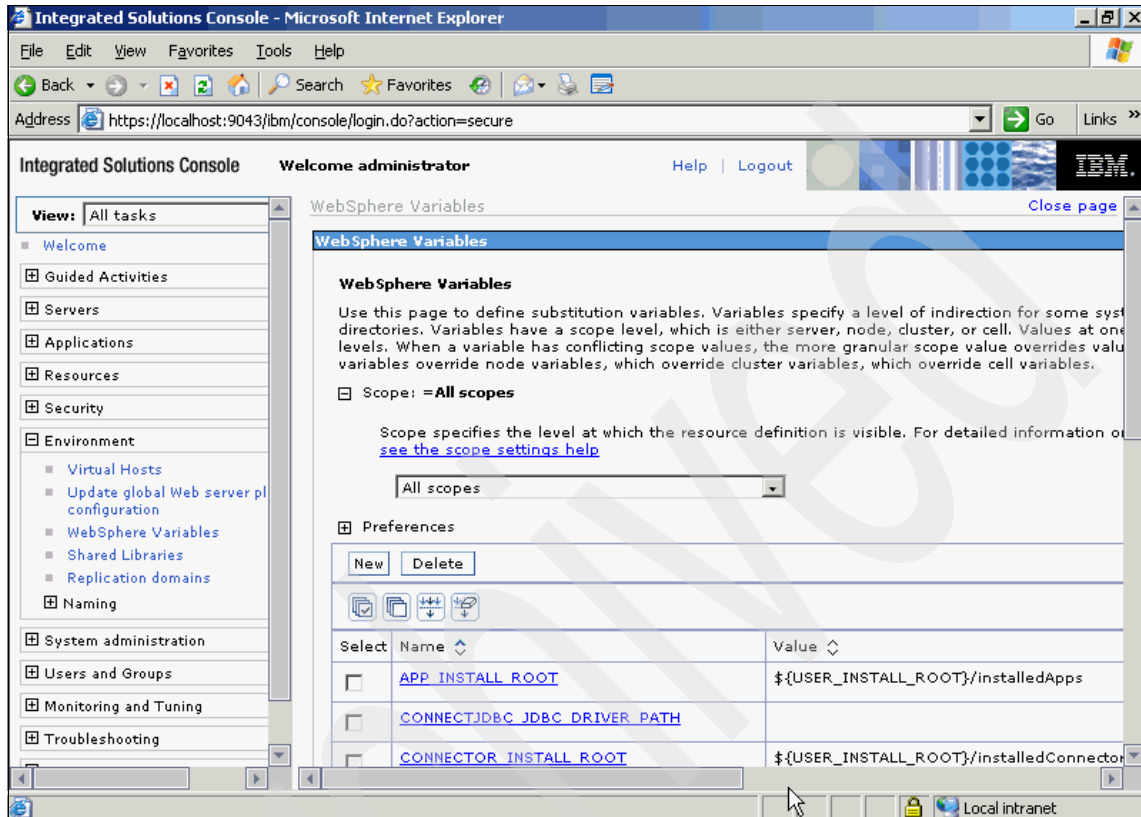 Integrated Solutions Console - Microsoft Internet Explorer
File Edit View Favorites Tools Help
Back Search Favorites
Address https://localhost:9043/ibm/console/login.do?action=secure Go Links »
Integrated Solutions Console Welcome administrator Help | Logout IBM.
View: All tasks
Welcome
Guided Activities
Servers
Applications
Resources
Security
Environment
Virtual Hosts
Update global Web server pl
configuration
WebSphere Variables
Shared Libraries
Replication domains
Naming
System administration
Users and Groups
Monitoring and Tuning
Troubleshooting
WebSphere Variables Close page
WebSphere Variables
WebSphere Variables
Use this page to define substitution variables. Variables specify a level of indirection for some syst
directories. Variables have a scope level, which is either server, node, cluster, or cell. Values at one
levels. When a variable has conflicting scope values, the more granular scope value overrides valu
variables override node variables, which override cluster variables, which override cell variables.
Scope: =All scopes
Scope specifies the level at which the resource definition is visible. For detailed information o
see the scope settings help
All scopes
Preferences
New Delete
Select Name Value
APP_INSTALL_ROOT ${USER_INSTALL_ROOT}/installedApps
CONNECTJDBC_JDBC_DRIVER_PATH
CONNECTOR_INSTALL_ROOT ${USER_INSTALL_ROOT}/installedConnector
Local intranet